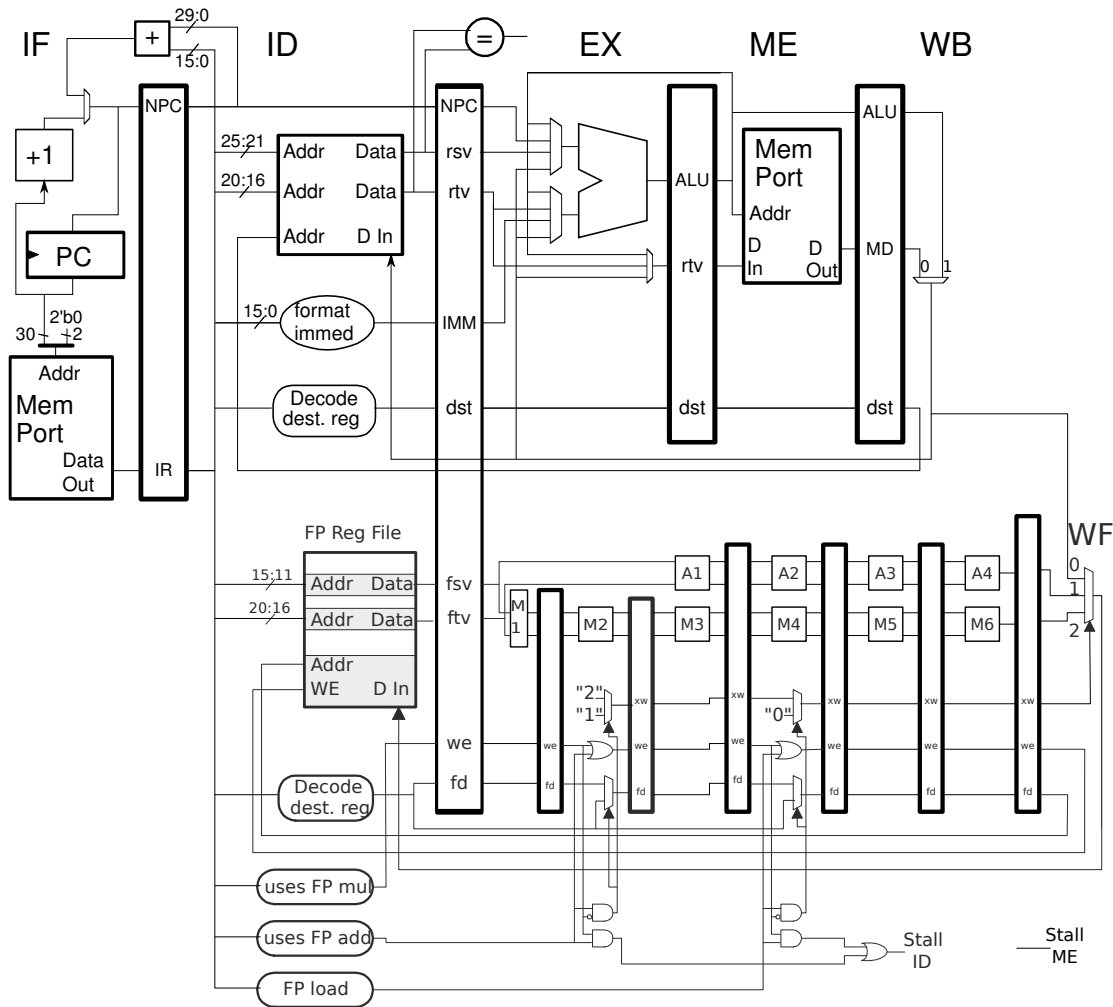 IF
ID
EX
ME
WB
29:0
+
15:0
=
NPC
NPC
ALU
+1
25:21
20:16
Addr Data
Addr Data
Addr D In
rsv
rtv
ALU
Mem
Port
Addr
D
In
D
Out
rtv
MD
0 1
PC
2'b0
30
2
15:0
format
immed
IMM
Addr
Mem
Port
Data
Out
IR
Decode
dest. reg
dst
dst
dst
FP Reg File
WF
15:11
20:16
Addr Data
Addr Data
Addr
WE D In
fsv
ftv
M
1
A1
A2
A3
A4
M2
M3
M4
M5
M6
0
1
2
"2"
"1"
xw
xw
"0"
xw
xw
xw
we
we
we
we
we
we
we
fd
fd
fd
fd
fd
fd
fd
Decode
dest. reg
uses FP mul
uses FP add
FP load
Stall
ID
Stall
ME